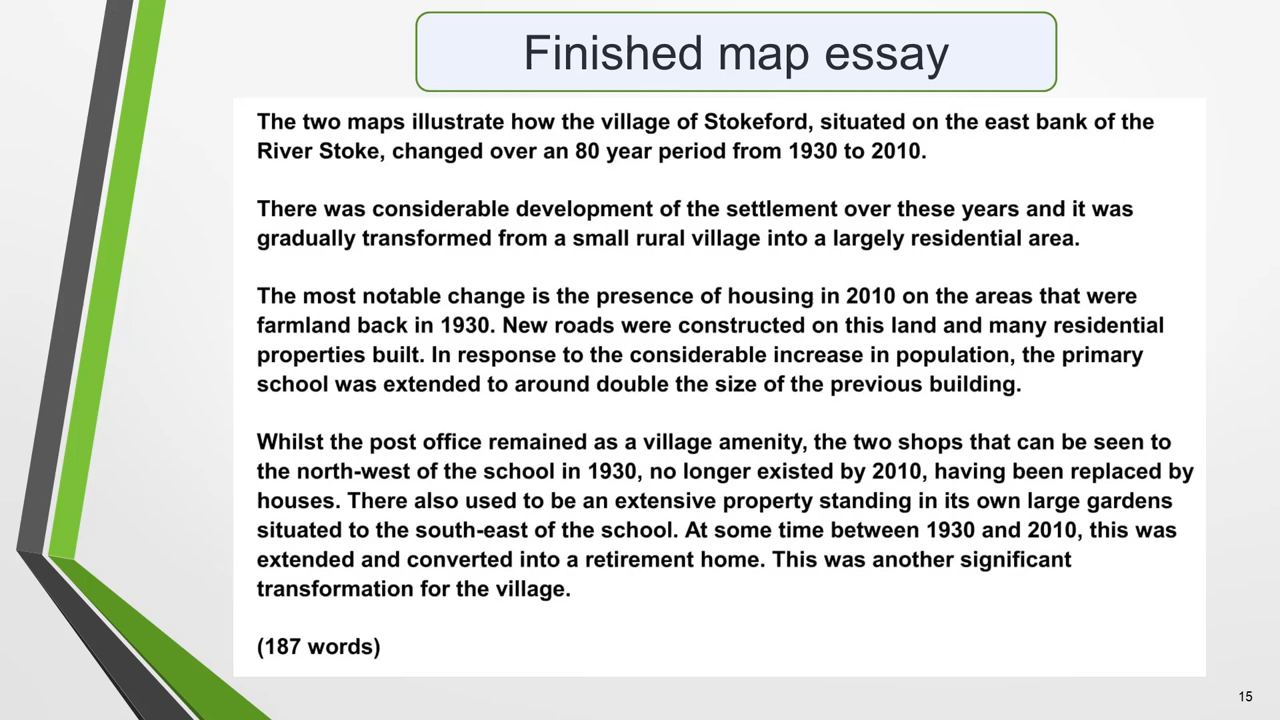 Finished map essay
The two maps illustrate how the village of Stokeford, situated on the east bank of the
River Stoke, changed over an 80 year period from 1930 to 2010.
There was considerable development of the settlement over these years and it was
gradually transformed from a small rural village into a largely residential area.
The most notable change is the presence of housing in 2010 on the areas that were
farmland back in 1930. New roads were constructed on this land and many residential
properties built. In response to the considerable increase in population, the primary
school was extended to around double the size of the previous building.
Whilst the post office remained as a village amenity, the two shops that can be seen to
the north-west of the school in 1930, no longer existed by 2010, having been replaced by
houses. There also used to be an extensive property standing in its own large gardens
situated to the south-east of the school. At some time between 1930 and 2010, this was
extended and converted into a retirement home. This was another significant
transformation for the village.
(187 words)
15